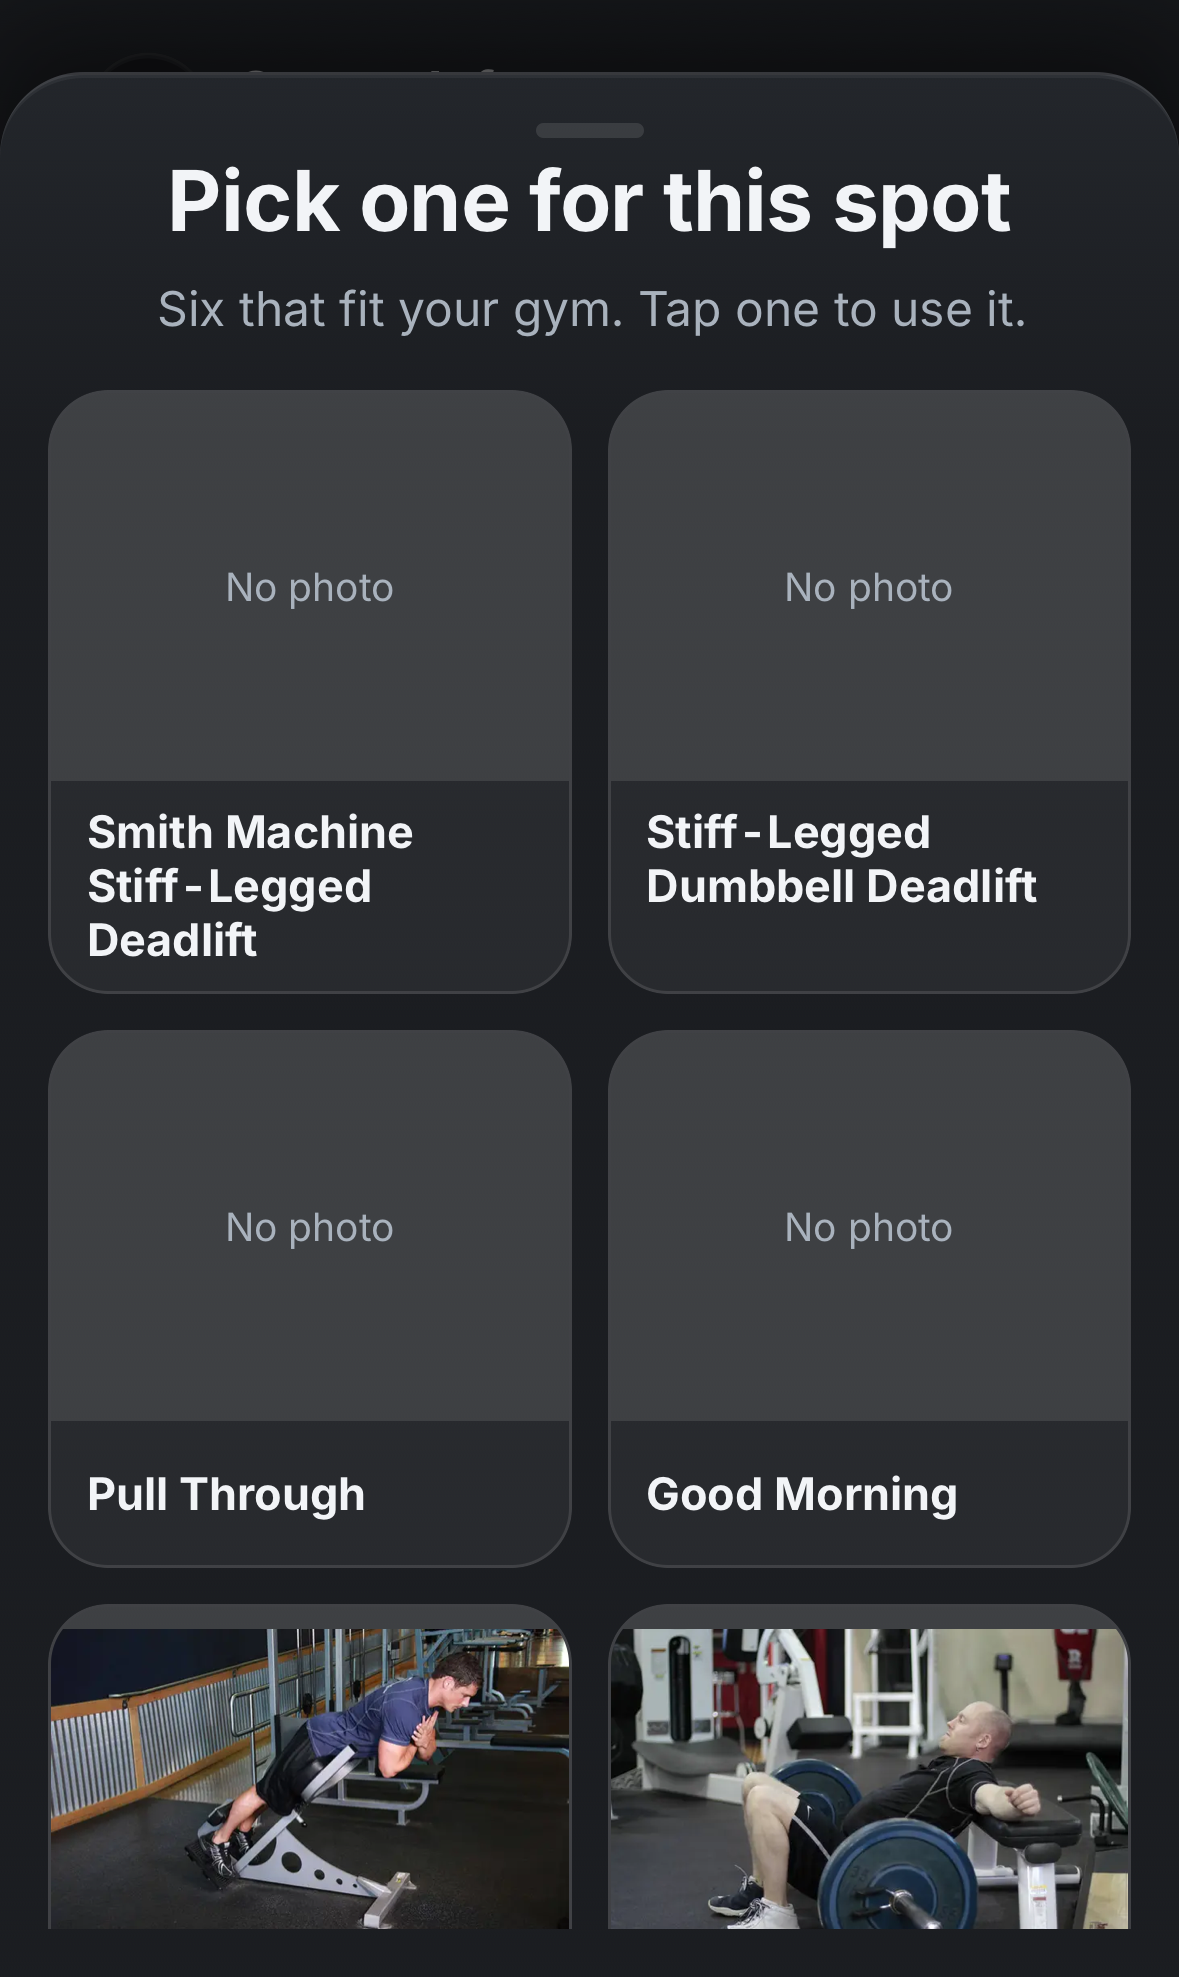 Pick one for this spot
Six that fit your gym. Tap one to use it.
No photo
No photo
Smith Machine
Stiff-Legged
Deadlift
Stiff-Legged
Dumbbell Deadlift
No photo
No photo
Pull Through
Good Morning